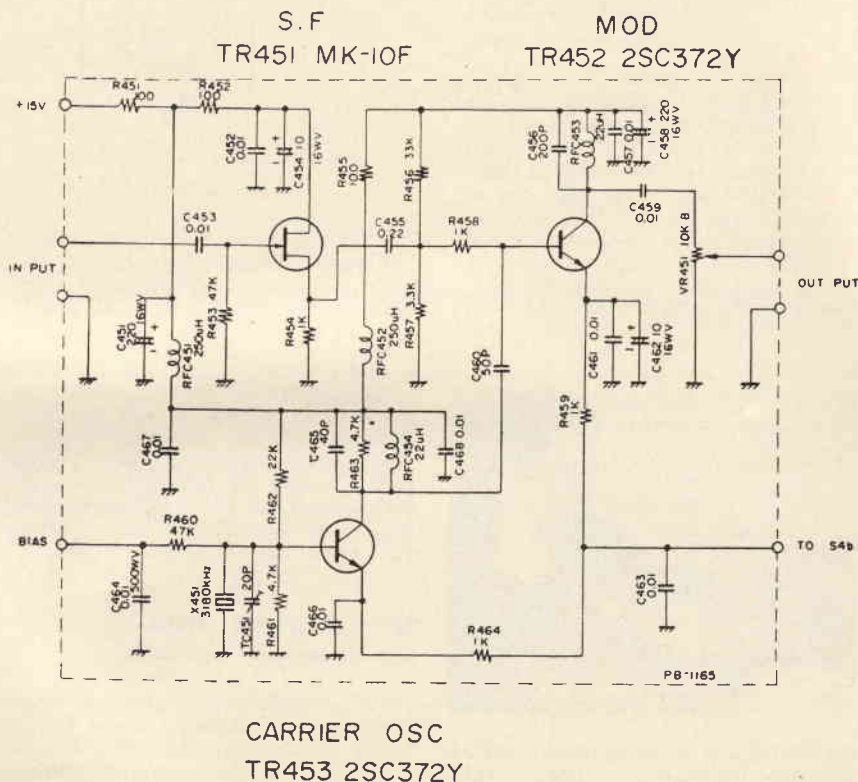 S.F
TR451 MK-10F
MOD
TR452 2SC372Y
+15V
R451
100
R452
100
C452
0.01
C454 10
16WV
R455
100
R456 33K
C456
200P
RFC453
22uH
C457 0.01
C458 220
16WV
C453
0.01
C455
0.22
R458
1K
C459
0.01
VR451 10K B
IN PUT
OUT PUT
C451
220
16WV
RFC451
250uH
R453 47K
R454
1K
RFC452
250uH
R457 3.3K
C460
50P
C461 0.01
C462 10
16WV
R459
1K
C467
0.01
R462 22K
C465
40P
R463 4.7K
RFC454
22uH
C468 0.01
BIAS
R460
47K
TO S4b
C464
0.01
500WV
X451
3180KHz
TC451 20P
R461 4.7K
C466
0.01
R464
1K
C463
0.01
PB-1165
CARRIER OSC
TR453 2SC372Y